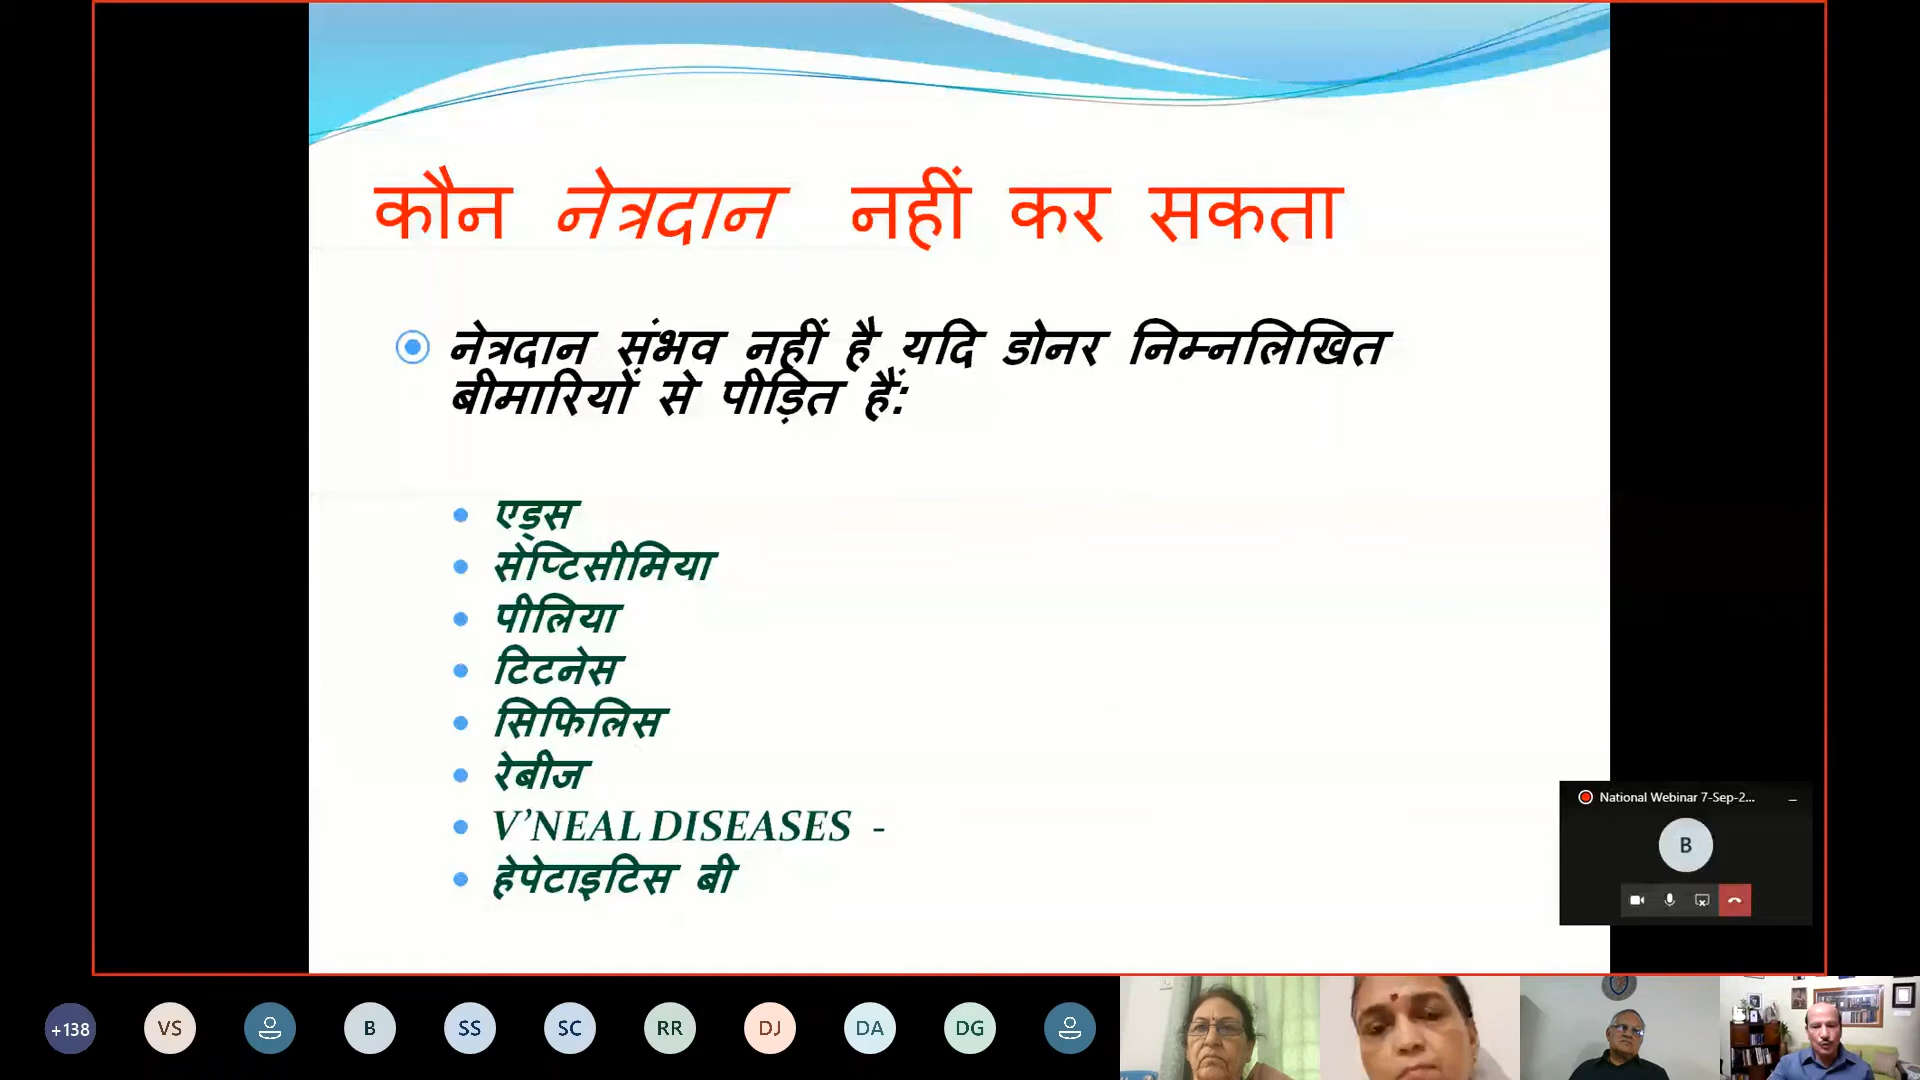 कौन नेत्रदान नहीं कर सकता
नेत्रदान संभव नहीं है यदि डोनर निम्नलिखित
बीमारियों से पीड़ित हैं:
एड्स
सेप्टिसीमिया
पीलिया
टिटनेस
सिफिलिस
रेबीज
V’NEAL DISEASES -
हेपेटाइटिस बी
National Webinar 7-Sep-2...
B
+138 VS B SS SC RR DJ DA DG